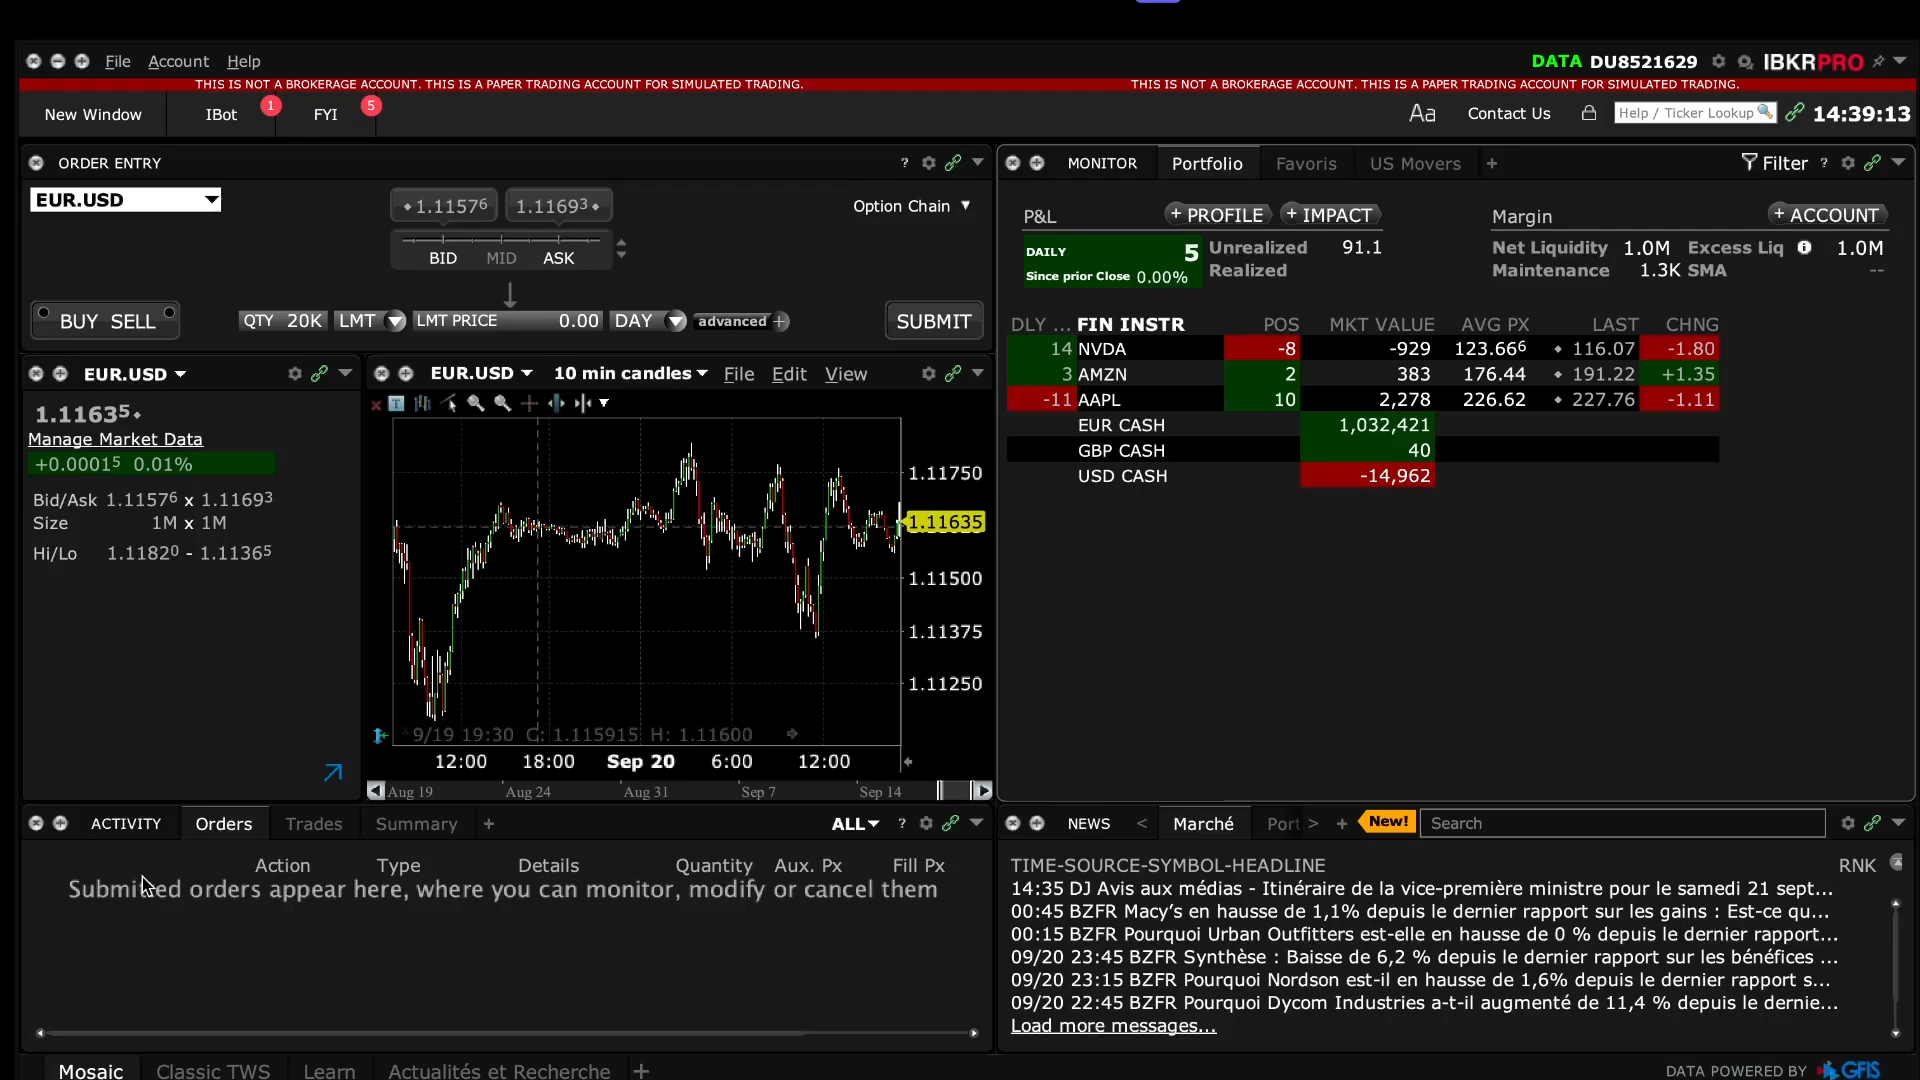 File Account Help
DATA DU8521629 IBKRPRO
THIS IS NOT A BROKERAGE ACCOUNT. THIS IS A PAPER TRADING ACCOUNT FOR SIMULATED TRADING.
THIS IS NOT A BROKERAGE ACCOUNT. THIS IS A PAPER TRADING ACCOUNT FOR SIMULATED TRADING.
New Window IBot 1 FYI 5
Aa Contact Us Help / Ticker Lookup 14:39:13
ORDER ENTRY ?
EUR.USD
1.11576 1.11693
Option Chain
BID MID ASK
BUY SELL QTY 20K LMT LMT PRICE 0.00 DAY advanced + SUBMIT
EUR.USD
1.11635
Manage Market Data
+0.00015 0.01%
Bid/Ask 1.11576 x 1.11693
Size 1M x 1M
Hi/Lo 1.11820 - 1.11365
EUR.USD 10 min candles File Edit View
1.11750
1.11635
1.11500
1.11375
1.11250
9/19 19:30 C: 1.115915 H: 1.11600
12:00 18:00 Sep 20 6:00 12:00
Aug 19 Aug 24 Aug 31 Sep 7 Sep 14
MONITOR Portfolio Favoris US Movers + Filter ?
P&L + PROFILE + IMPACT Margin + ACCOUNT
DAILY 5 Unrealized 91.1 Net Liquidity 1.0M Excess Liq 1.0M
Since prior Close 0.00% Realized Maintenance 1.3K SMA --
DLY ... FIN INSTR POS MKT VALUE AVG PX LAST CHNG
14 NVDA -8 -929 123.666 116.07 -1.80
3 AMZN 2 383 176.44 191.22 +1.35
-11 AAPL 10 2,278 226.62 227.76 -1.11
EUR CASH 1,032,421
GBP CASH 40
USD CASH -14,962
ACTIVITY Orders Trades Summary + ALL ?
Action Type Details Quantity Aux. Px Fill Px
Submitted orders appear here, where you can monitor, modify or cancel them
NEWS < Marché Port > + New! Search
TIME-SOURCE-SYMBOL-HEADLINE RNK
14:35 DJ Avis aux médias - Itinéraire de la vice-première ministre pour le samedi 21 sept...
00:45 BZFR Macy’s en hausse de 1,1% depuis le dernier rapport sur les gains : Est-ce qu...
00:15 BZFR Pourquoi Urban Outfitters est-elle en hausse de 0 % depuis le dernier rapport...
09/20 23:45 BZFR Synthèse : Baisse de 6,2 % depuis le dernier rapport sur les bénéfices ...
09/20 23:15 BZFR Pourquoi Nordson est-il en hausse de 1,6% depuis le dernier rapport s...
09/20 22:45 BZFR Pourquoi Dycom Industries a-t-il augmenté de 11,4 % depuis le dernie...
Load more messages...
Mosaic Classic TWS Learn Actualités et Recherche +
DATA POWERED BY GFIS